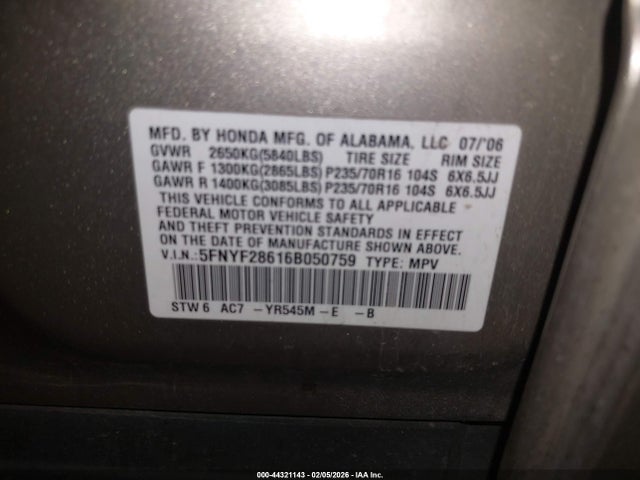 MFD. BY HONDA MFG. OF ALABAMA, LLC 07/'06
GVWR 2650KG(5840LBS) TIRE SIZE RIM SIZE
GAWR F 1300KG(2865LBS)P235/70R16 104S 6X6.5JJ
GAWR R 1400KG(3085LBS)P235/70R16 104S 6X6.5JJ
THIS VEHICLE CONFORMS TO ALL APPLICABLE
FEDERAL MOTOR VEHICLE SAFETY
AND THEFT PREVENTION STANDARDS IN EFFECT
ON THE DATE OF MANUFACTURE SHOWN ABOVE.
V.I.N.:5FNYF28616B050759 TYPE: MPV
STW 6 AC7 -YR545M -E -B
000-44321143 - 02/05/2026 - IAA Inc.